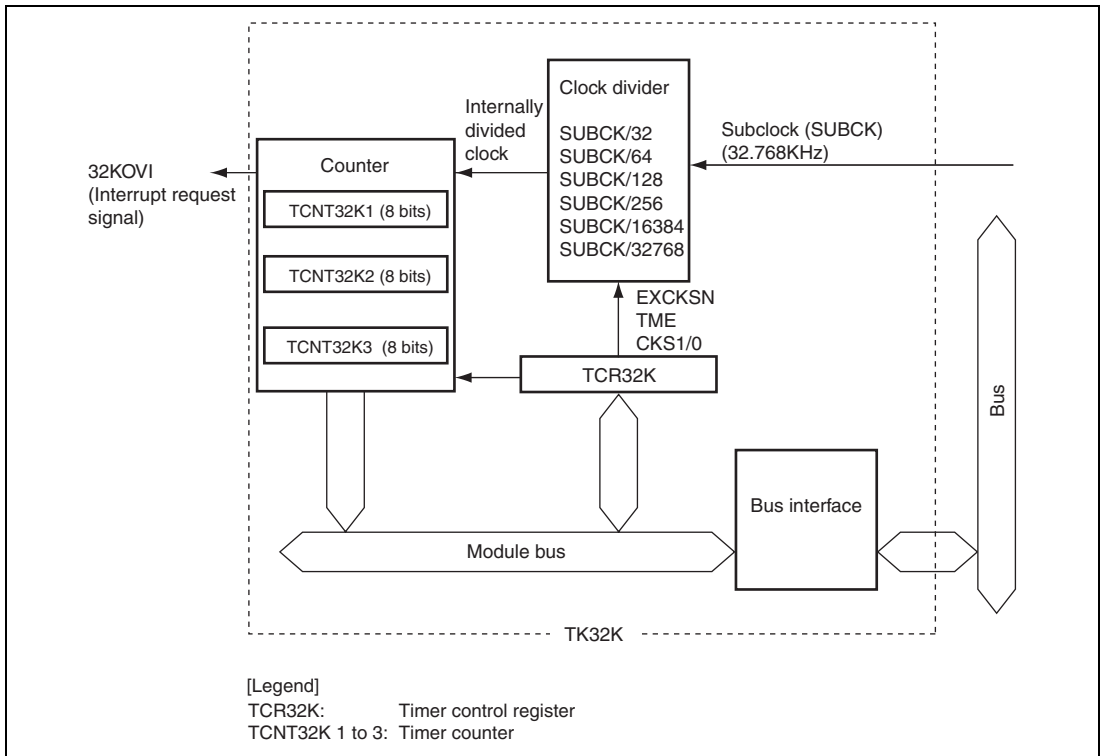 Clock divider
SUBCK/32
SUBCK/64
SUBCK/128
SUBCK/256
SUBCK/16384
SUBCK/32768
Internally
divided
clock
Subclock (SUBCK)
(32.768KHz)
32KOVI
(Interrupt request
signal)
Counter
TCNT32K1 (8 bits)
TCNT32K2 (8 bits)
TCNT32K3 (8 bits)
EXCKSN
TME
CKS1/0
TCR32K
Bus
Bus interface
Module bus
TK32K
[Legend]
TCR32K: Timer control register
TCNT32K 1 to 3: Timer counter